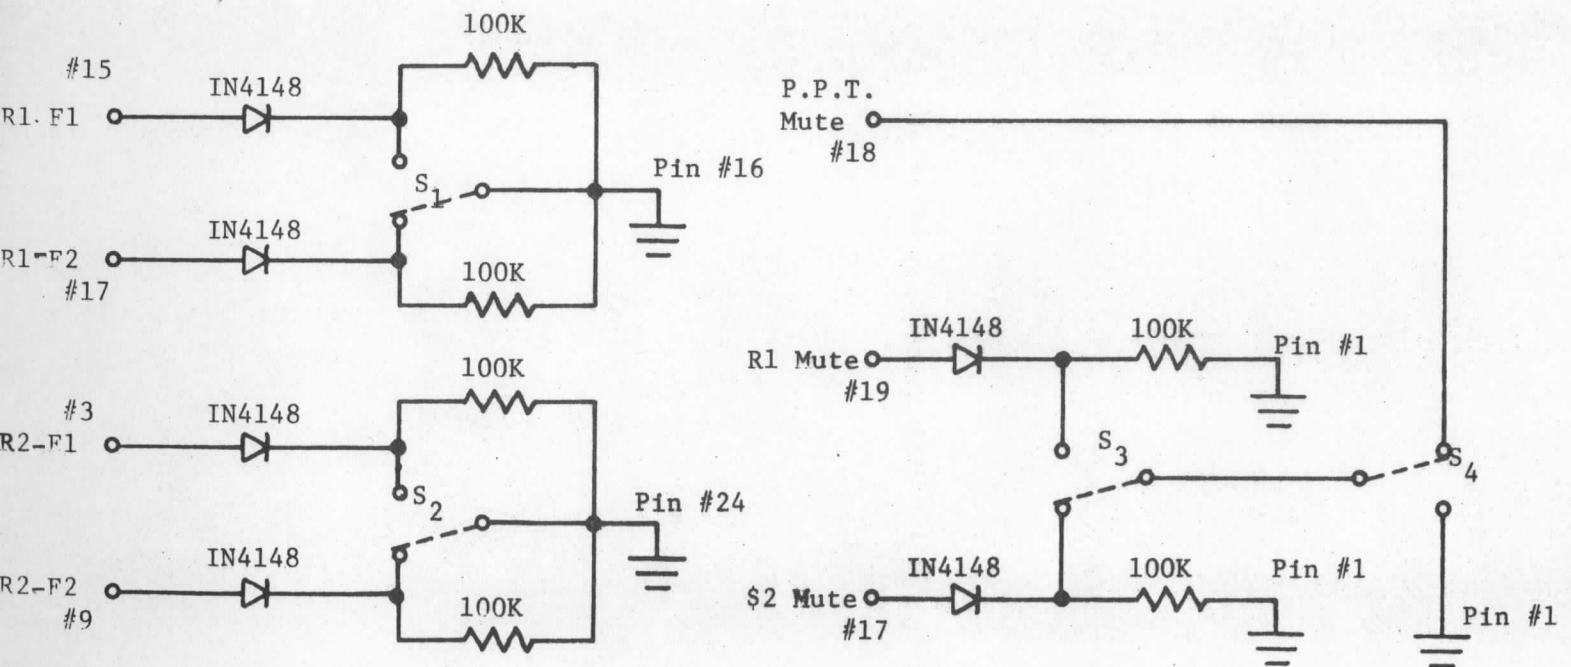 100K
#15
IN4148
R1-F1
S1
Pin #16
IN4148
R1-F2
#17
100K
100K
#3
IN4148
R2-F1
S2
Pin #24
IN4148
R2-F2
#9
100K
P.P.T.
Mute
#18
IN4148
100K
Pin #1
R1 Mute
#19
S3
S4
IN4148
100K
Pin #1
$2 Mute
#17
Pin #1